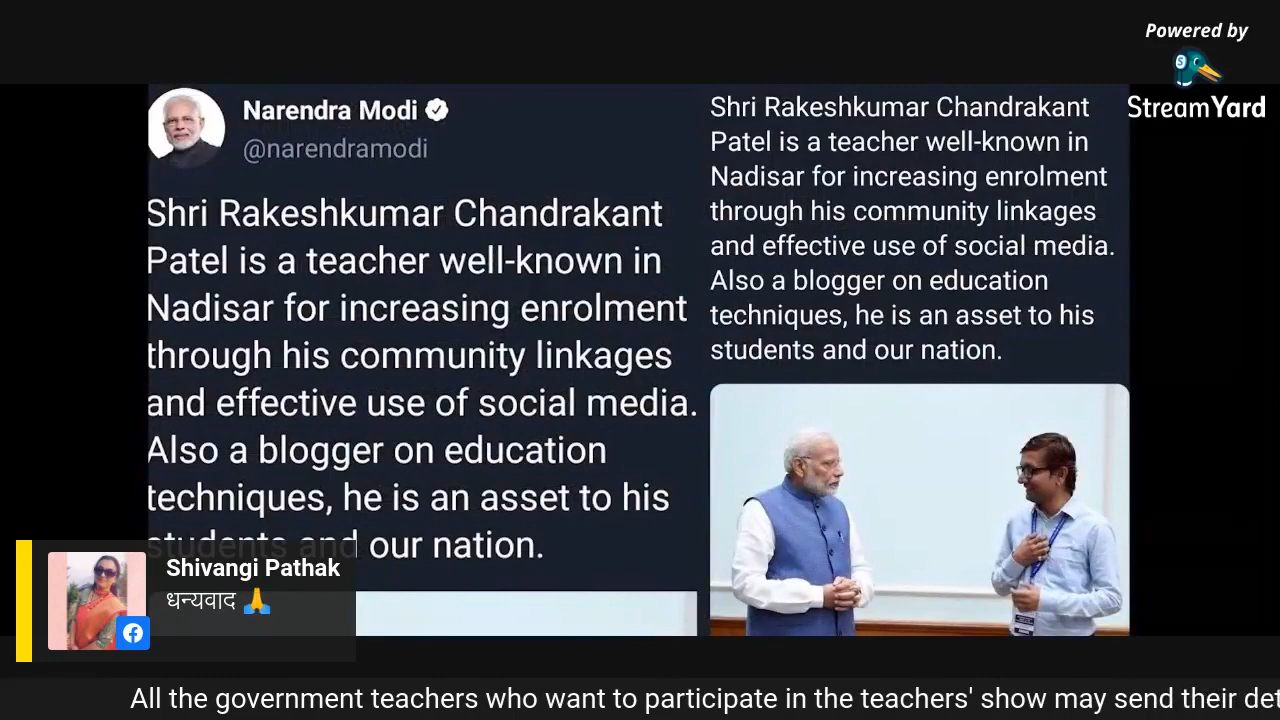 Powered by
StreamYard
Narendra Modi
@narendramodi
Shri Rakeshkumar Chandrakant
Patel is a teacher well-known in
Nadisar for increasing enrolment
through his community linkages
and effective use of social media.
Also a blogger on education
techniques, he is an asset to his
students and our nation.
Shri Rakeshkumar Chandrakant
Patel is a teacher well-known in
Nadisar for increasing enrolment
through his community linkages
and effective use of social media.
Also a blogger on education
techniques, he is an asset to his
students and our nation.
Shivangi Pathak
धन्यवाद 🙏
All the government teachers who want to participate in the teachers' show may send their det